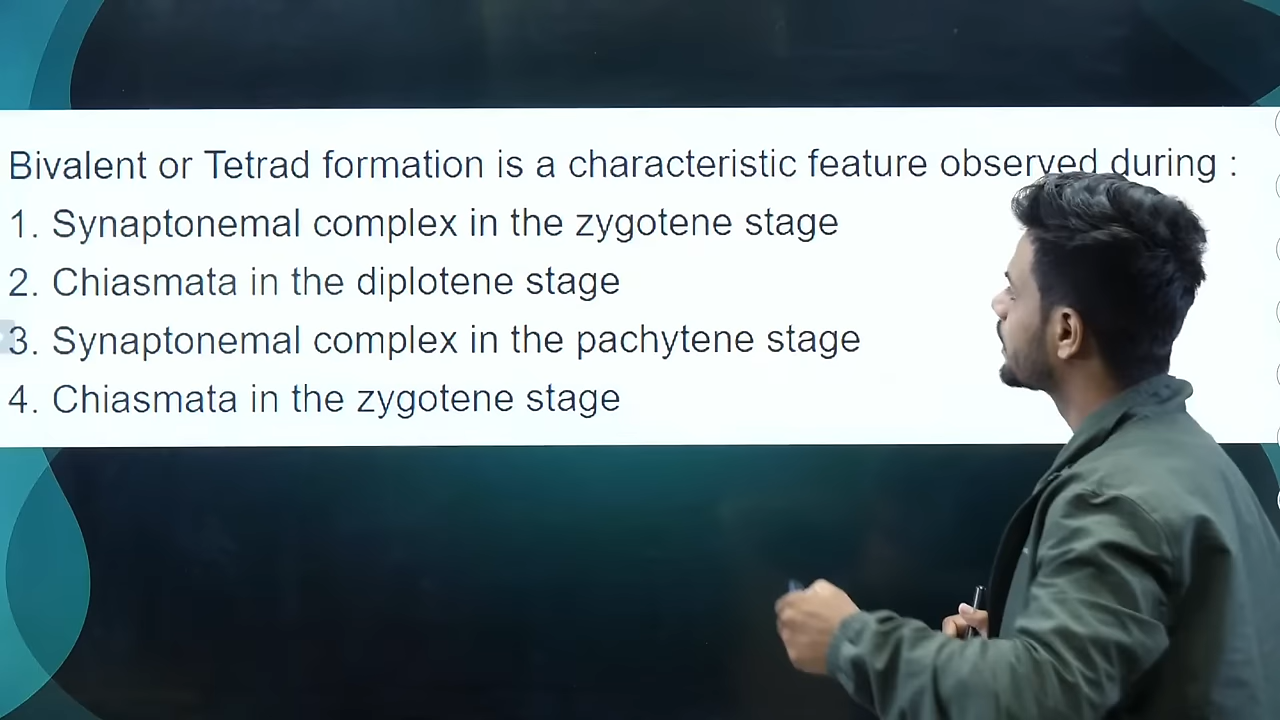 Bivalent or Tetrad formation is a characteristic feature observed during :
1. Synaptonemal complex in the zygotene stage
2. Chiasmata in the diplotene stage
3. Synaptonemal complex in the pachytene stage
4. Chiasmata in the zygotene stage